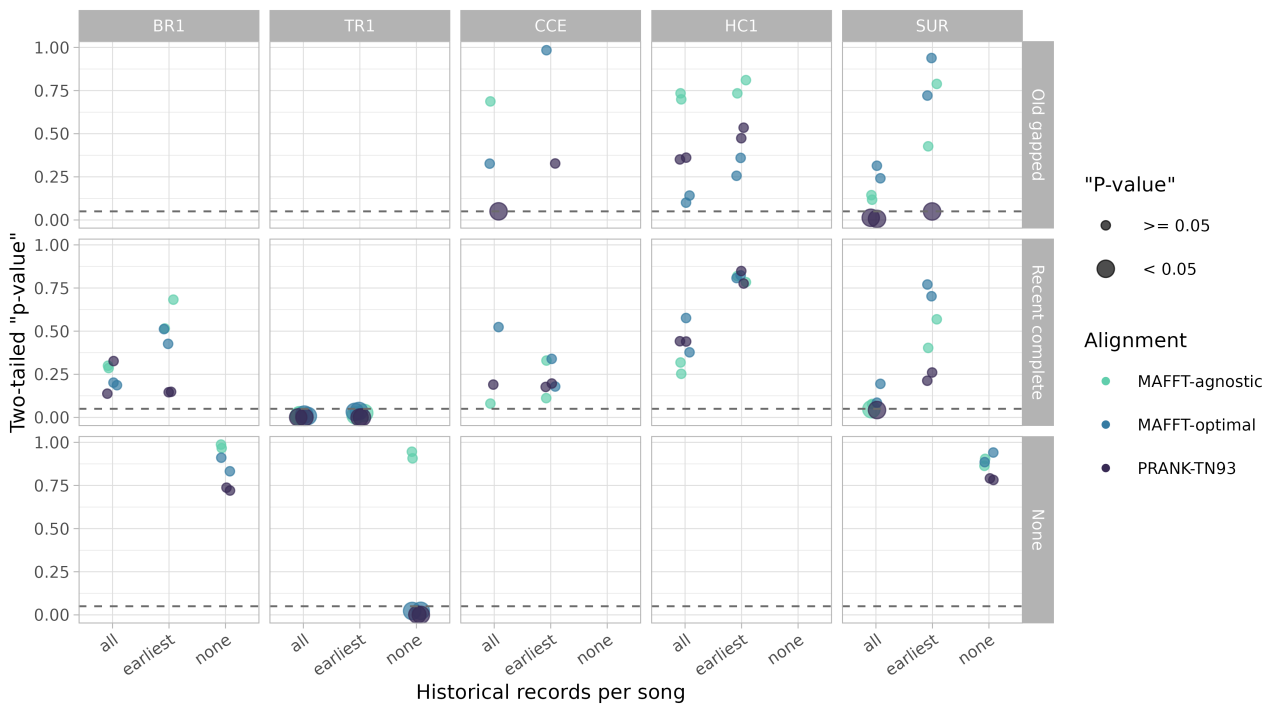 BR1 TR1 CCE HC1 SUR
1.00
0.75
0.50
0.25
0.00
Old gapped
1.00
0.75
0.50
0.25
0.00
Recent complete
1.00
0.75
0.50
0.25
0.00
None
Two-tailed "p-value"
all earliest none all earliest none all earliest none all earliest none all earliest none
Historical records per song
"P-value"
>= 0.05
< 0.05
Alignment
MAFFT-agnostic
MAFFT-optimal
PRANK-TN93